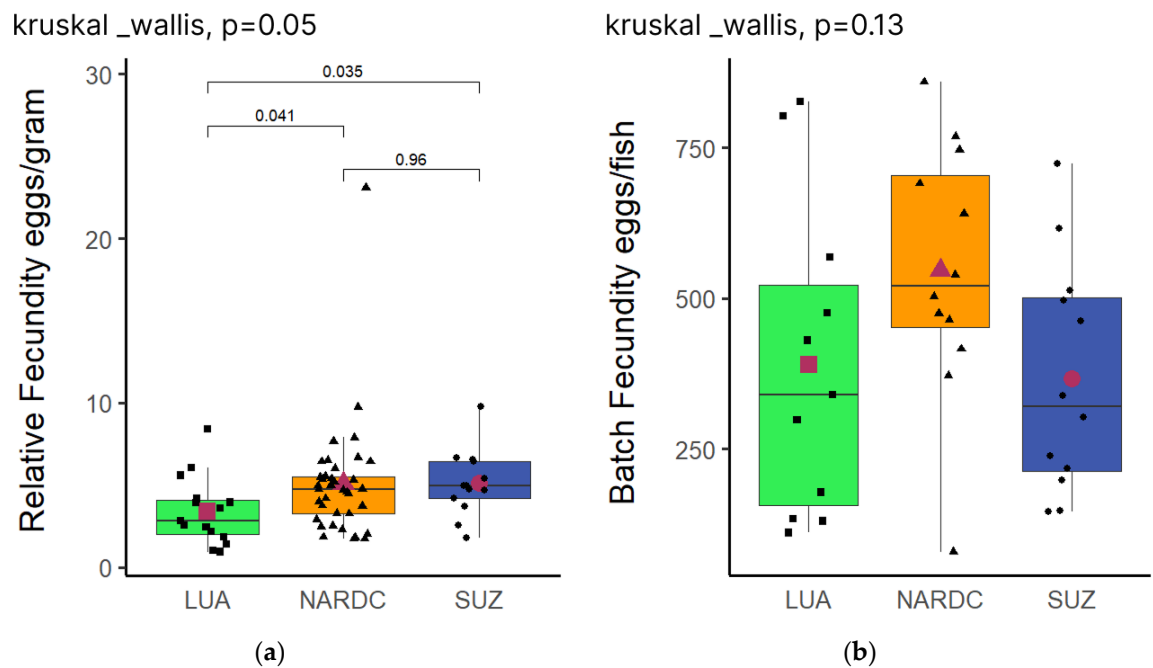 kruskal _wallis, p=0.05
Relative Fecundity eggs/gram
30
20
10
0
0.035
0.041
0.96
LUA NARDC SUZ
(a)
kruskal _wallis, p=0.13
Batch Fecundity eggs/fish
750
500
250
LUA NARDC SUZ
(b)